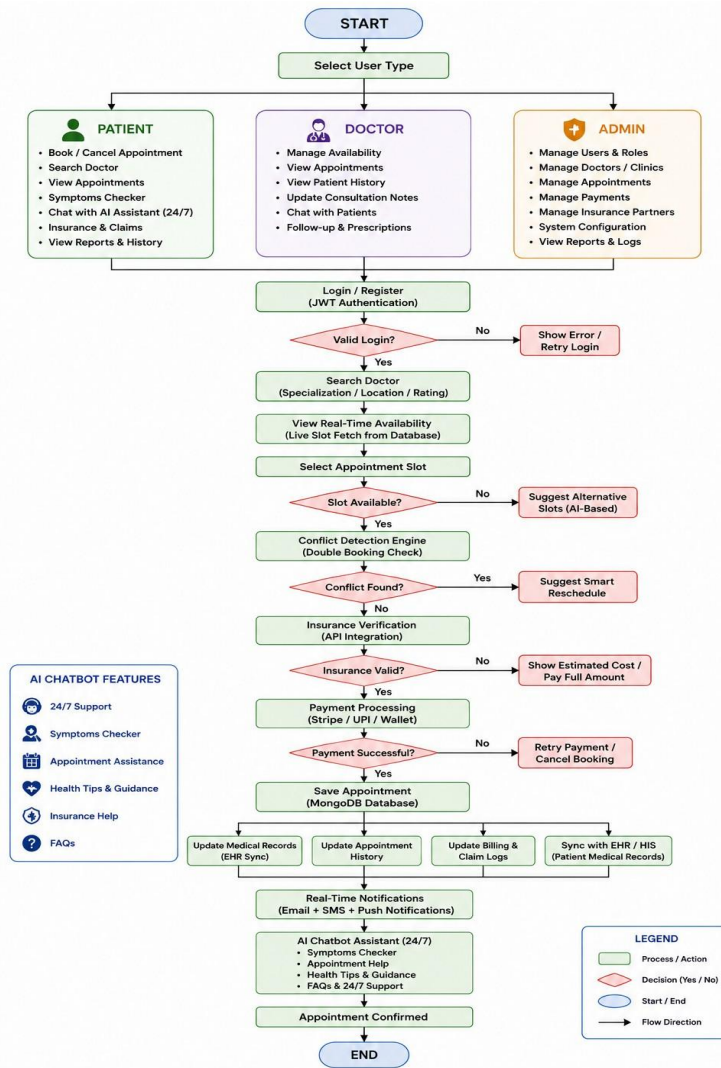 START
Select User Type
PATIENT
• Book / Cancel Appointment
• Search Doctor
• View Appointments
• Symptoms Checker
• Chat with AI Assistant (24/7)
• Insurance & Claims
• View Reports & History
DOCTOR
• Manage Availability
• View Appointments
• View Patient History
• Update Consultation Notes
• Chat with Patients
• Follow-up & Prescriptions
ADMIN
• Manage Users & Roles
• Manage Doctors / Clinics
• Manage Appointments
• Manage Payments
• Manage Insurance Partners
• System Configuration
• View Reports & Logs
Login / Register
(JWT Authentication)
Valid Login?
No
Show Error /
Retry Login
Yes
Search Doctor
(Specialization / Location / Rating)
View Real-Time Availability
(Live Slot Fetch from Database)
Select Appointment Slot
Slot Available?
No
Suggest Alternative
Slots (AI-Based)
Yes
Conflict Detection Engine
(Double Booking Check)
Conflict Found?
Yes
Suggest Smart
Reschedule
No
Insurance Verification
(API Integration)
Insurance Valid?
No
Show Estimated Cost /
Pay Full Amount
Yes
Payment Processing
(Stripe / UPI / Wallet)
Payment Successful?
No
Retry Payment /
Cancel Booking
Yes
Save Appointment
(MongoDB Database)
Update Medical Records
(EHR Sync)
Update Appointment
History
Update Billing &
Claim Logs
Sync with EHR / HIS
(Patient Medical Records)
Real-Time Notifications
(Email + SMS + Push Notifications)
AI Chatbot Assistant (24/7)
• Symptoms Checker
• Appointment Help
• Health Tips & Guidance
• FAQs & 24/7 Support
Appointment Confirmed
END
AI CHATBOT FEATURES
24/7 Support
Symptoms Checker
Appointment Assistance
Health Tips & Guidance
Insurance Help
? FAQs
LEGEND
Process / Action
Decision (Yes / No)
Start / End
Flow Direction